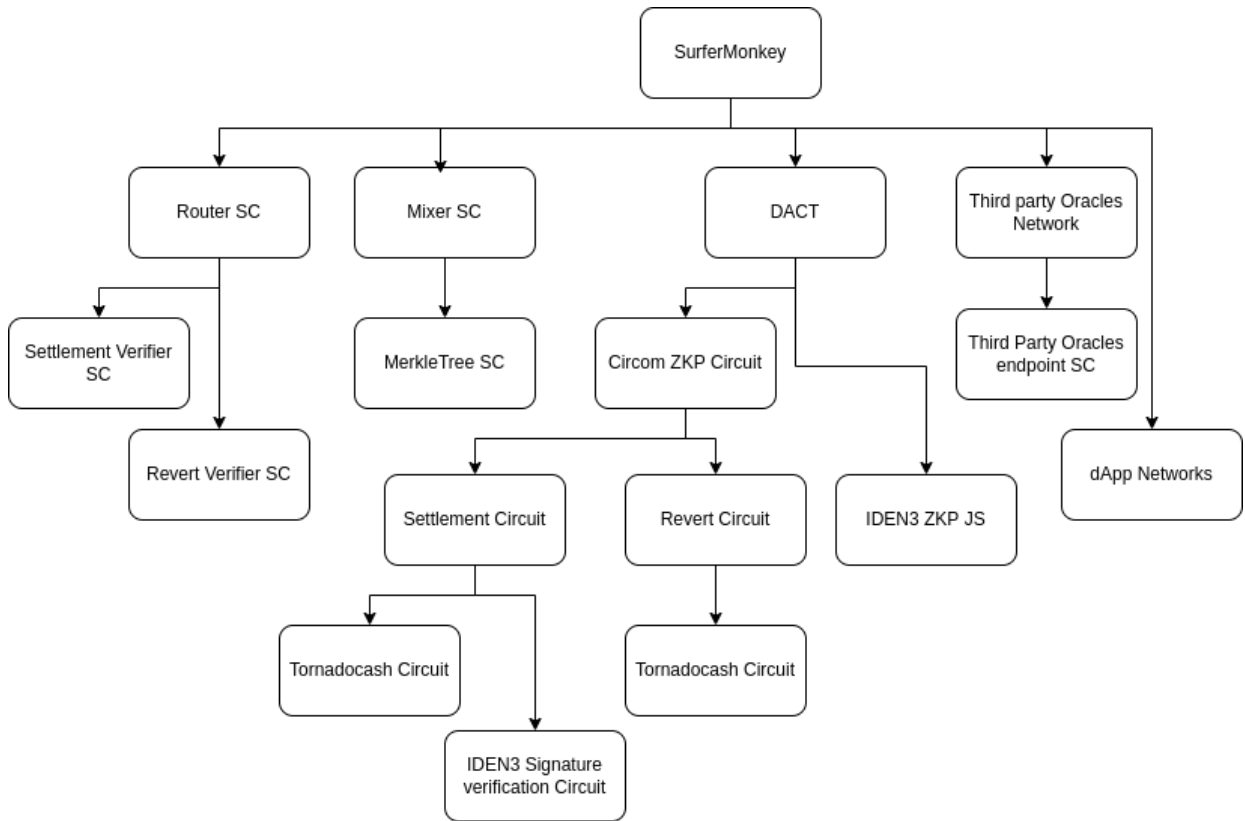 SurferMonkey
Router SC
Mixer SC
DACT
Third party Oracles
Network
Settlement Verifier
SC
MerkleTree SC
Circom ZKP Circuit
Third Party Oracles
endpoint SC
Revert Verifier SC
dApp Networks
Settlement Circuit
Revert Circuit
IDEN3 ZKP JS
Tornadocash Circuit
Tornadocash Circuit
IDEN3 Signature
verification Circuit